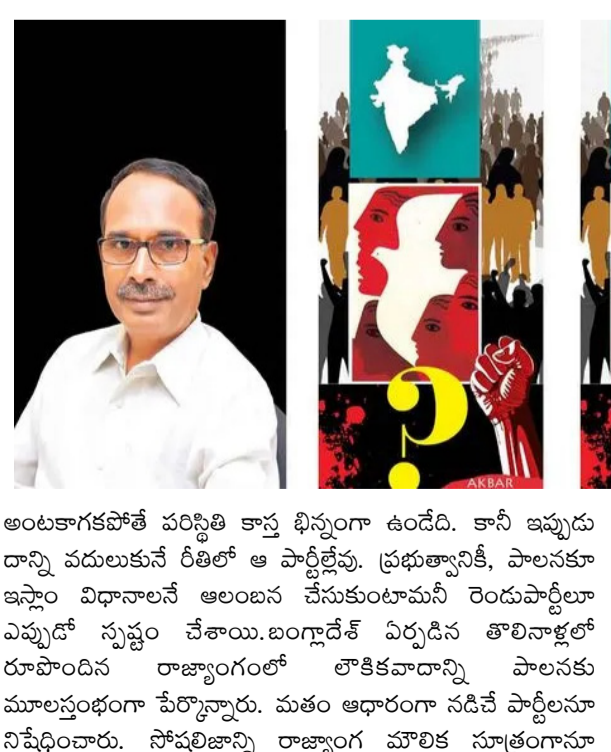 AKBAR
అంటకాగకపోతే పరిస్థితి కాస్త భిన్నంగా ఉండేది. కానీ ఇప్పుడు
దాన్ని వదులుకునే రీతిలో ఆ పార్టీల్లేవు. ప్రభుత్వానికీ, పాలనకూ
ఇస్లాం విధానాలనే ఆలంబన చేసుకుంటామనీ రెండుపార్టీలూ
ఎప్పుడో స్పష్టం చేశాయి.బంగ్లాదేశ్ ఏర్పడిన తొలినాళ్లలో
రూపొందిన రాజ్యాంగంలో లౌకికవాదాన్ని పాలనకు
మూలస్తంభంగా పేర్కొన్నారు. మతం ఆధారంగా నడిచే పార్టీలనూ
నిషేధించారు. సోషలిజాన్ని రాజ్యాంగ మౌలిక సూత్రంగానూ